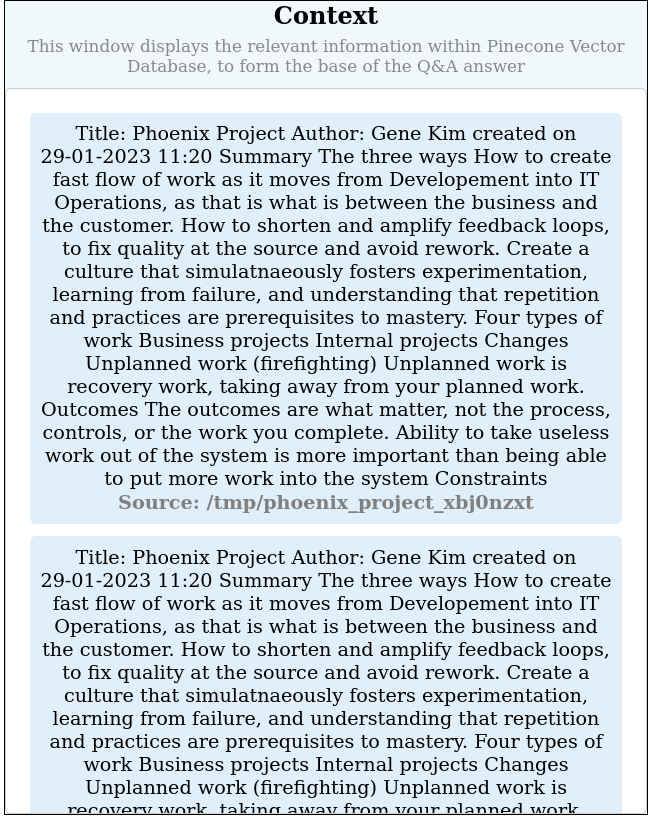 Context
This window displays the relevant information within Pinecone Vector
Database, to form the base of the Q&A answer
Title: Phoenix Project Author: Gene Kim created on
29-01-2023 11:20 Summary The three ways How to create
fast flow of work as it moves from Developement into IT
Operations, as that is what is between the business and
the customer. How to shorten and amplify feedback loops,
to fix quality at the source and avoid rework. Create a
culture that simulatnaeously fosters experimentation,
learning from failure, and understanding that repetition
and practices are prerequisites to mastery. Four types of
work Business projects Internal projects Changes
Unplanned work (firefighting) Unplanned work is
recovery work, taking away from your planned work.
Outcomes The outcomes are what matter, not the process,
controls, or the work you complete. Ability to take useless
work out of the system is more important than being able
to put more work into the system Constraints
Source: /tmp/phoenix_project_xbj0nzxt
Title: Phoenix Project Author: Gene Kim created on
29-01-2023 11:20 Summary The three ways How to create
fast flow of work as it moves from Developement into IT
Operations, as that is what is between the business and
the customer. How to shorten and amplify feedback loops,
to fix quality at the source and avoid rework. Create a
culture that simulatnaeously fosters experimentation,
learning from failure, and understanding that repetition
and practices are prerequisites to mastery. Four types of
work Business projects Internal projects Changes
Unplanned work (firefighting) Unplanned work is
recovery work, taking away from your planned work.